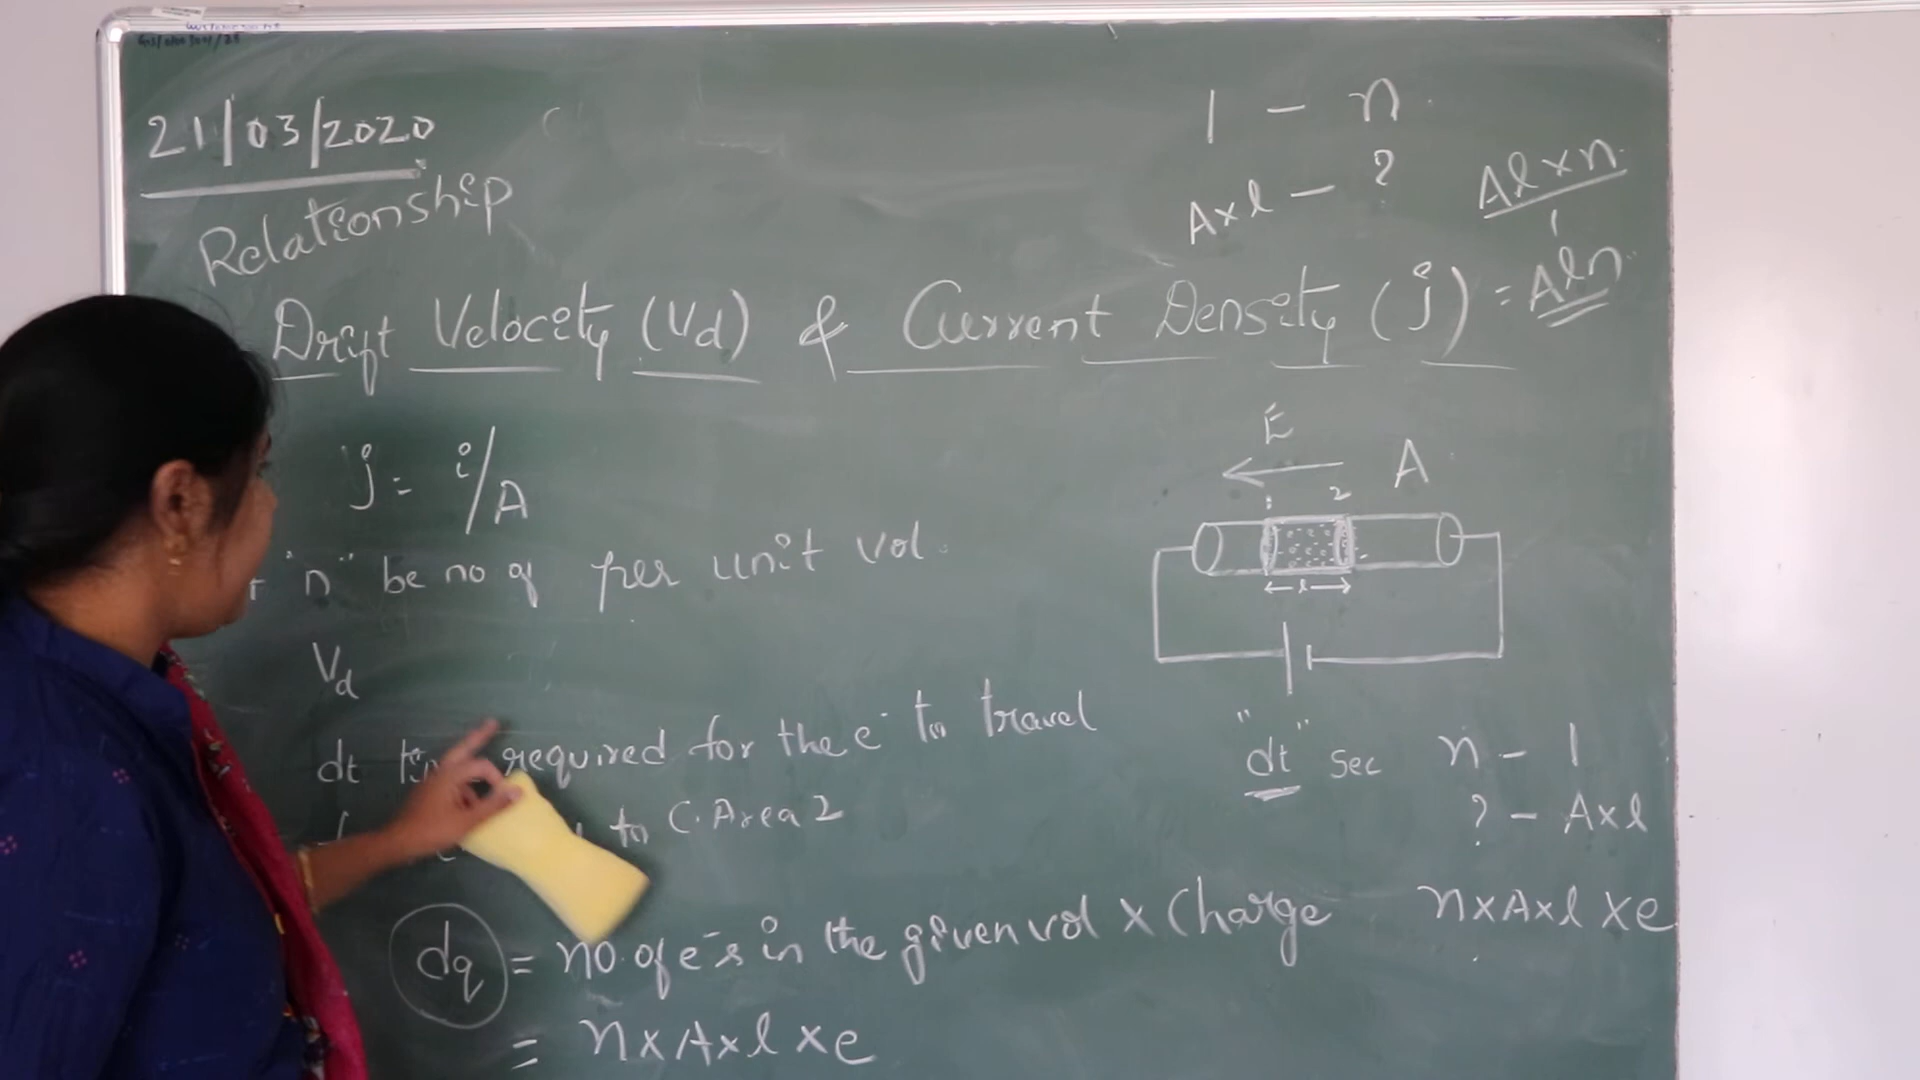 21/03/2020
Relationship
Drift Velocity (Vd) & Current Density (j)
1 - n
Axl - ?
Al x n
1
= Aln
j = i/A
"n" be no of per unit vol.
Vd
dt required for the e⁻ to travel
to C. Area 2
dq = no. of e⁻s in the given vol x Charge
= n x A x l x e
E
A
1 2
l
"dt" sec
n - 1
? - Axl
n x A x l x e